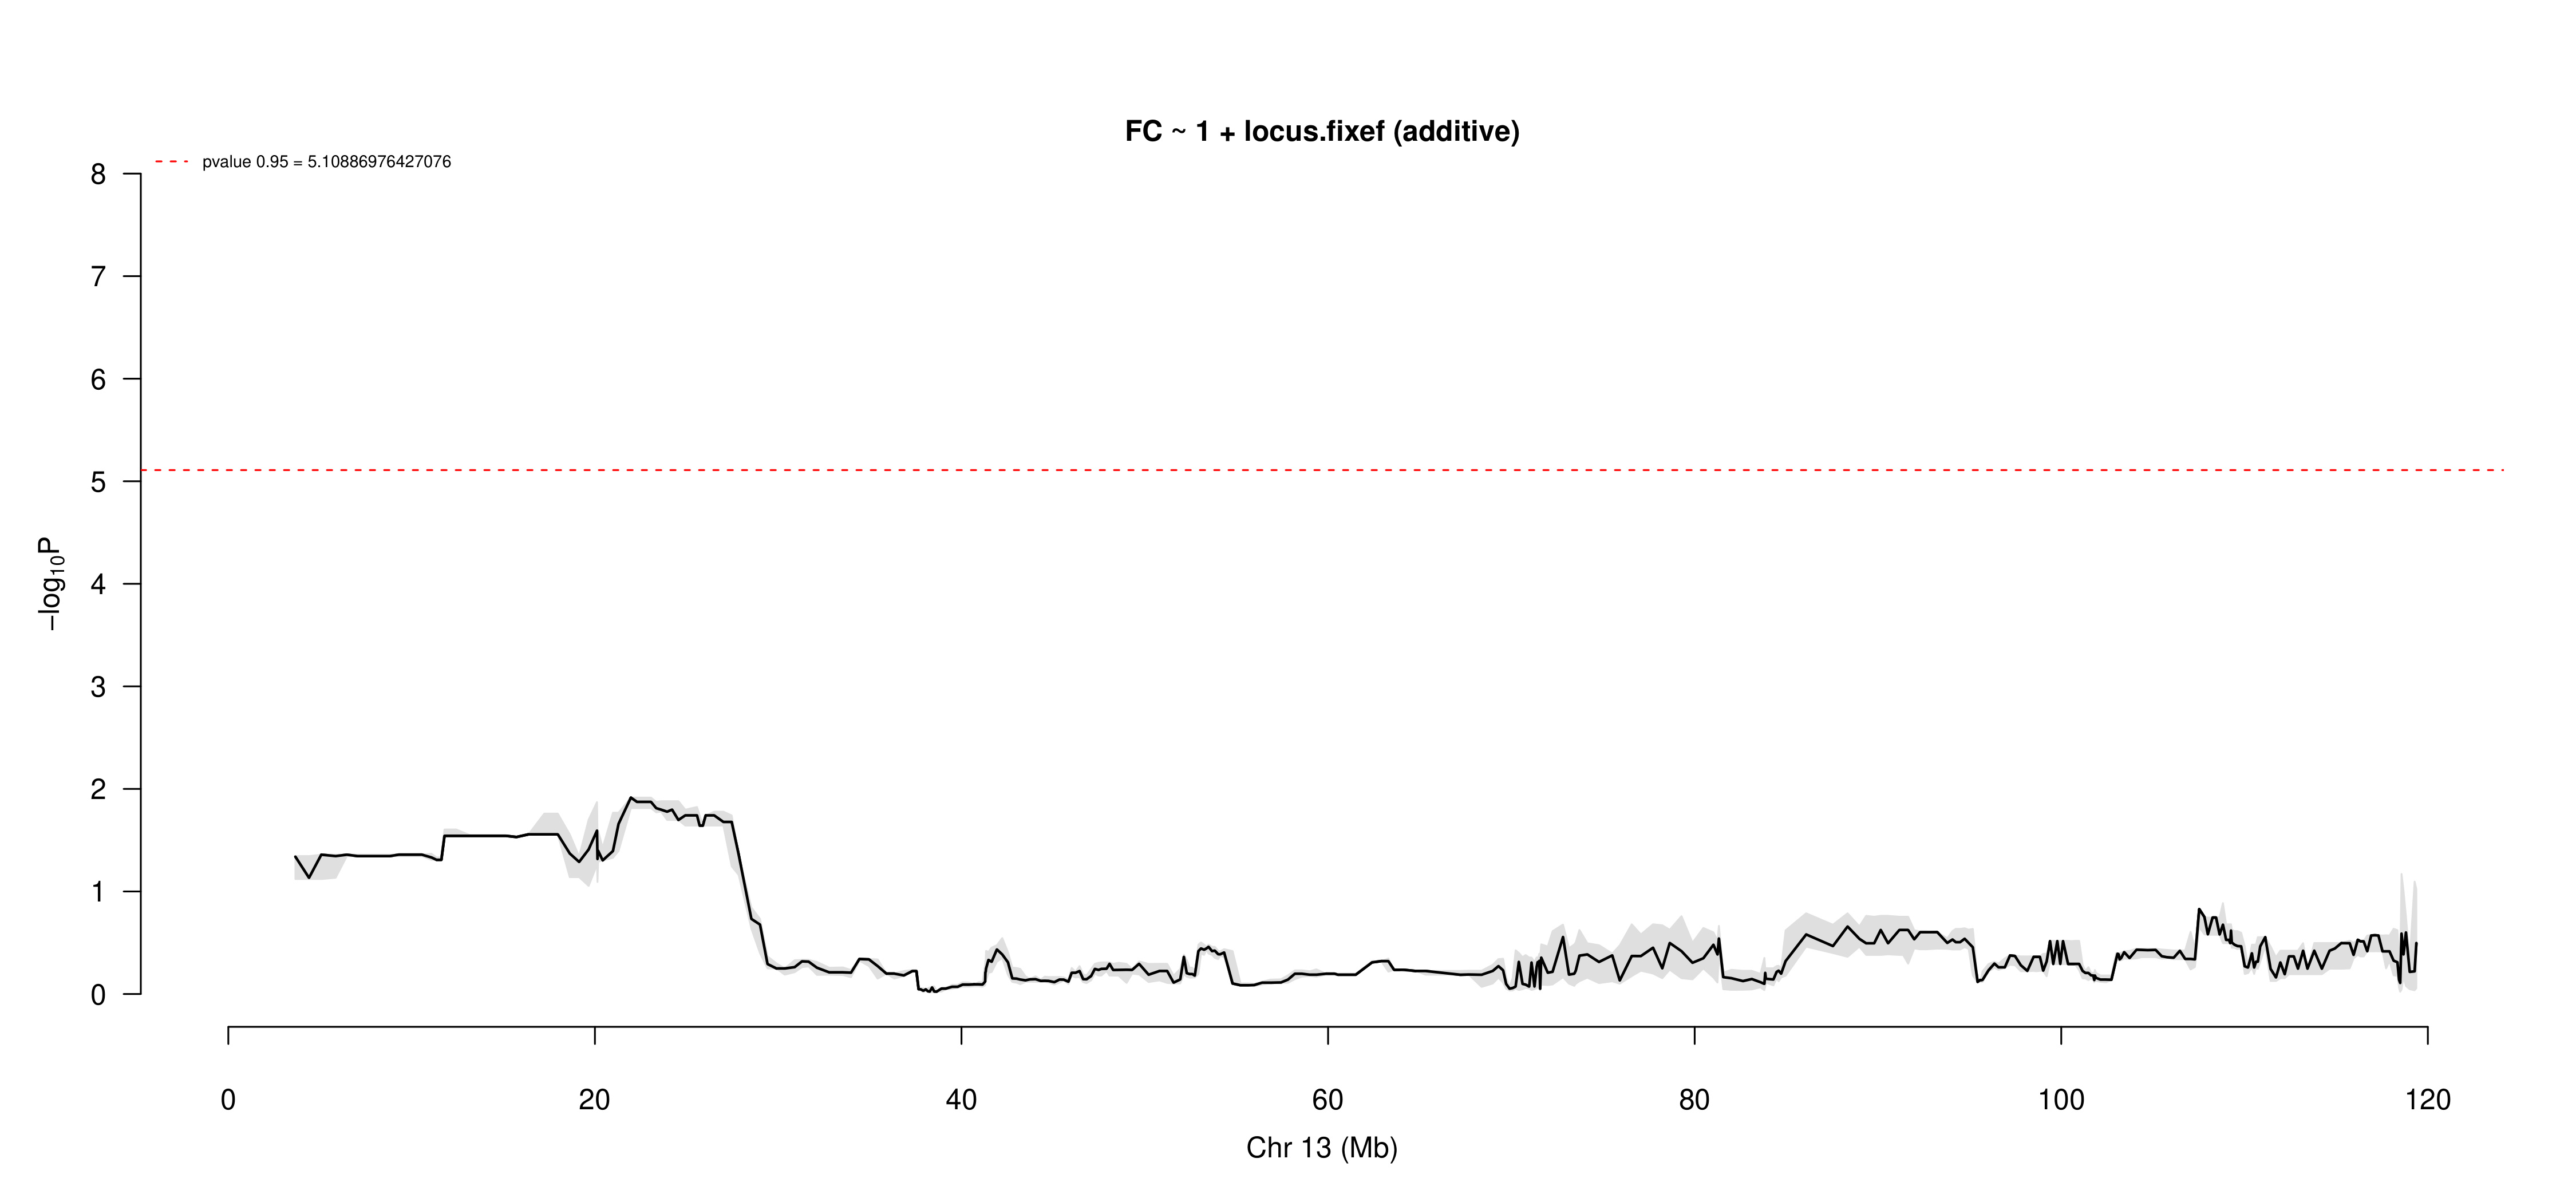 FC ~ 1 + locus.fixef (additive)
pvalue 0.95 = 5.10886976427076
8
7
6
5
4
3
2
1
0
−log10P
0 20 40 60 80 100 120
Chr 13 (Mb)